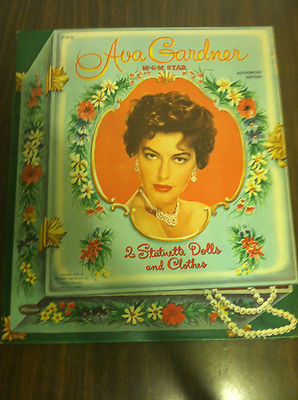 Ava Gardner
M·G·M STAR
AUTHORIZED
EDITION
2 Statuette Dolls
and Clothes